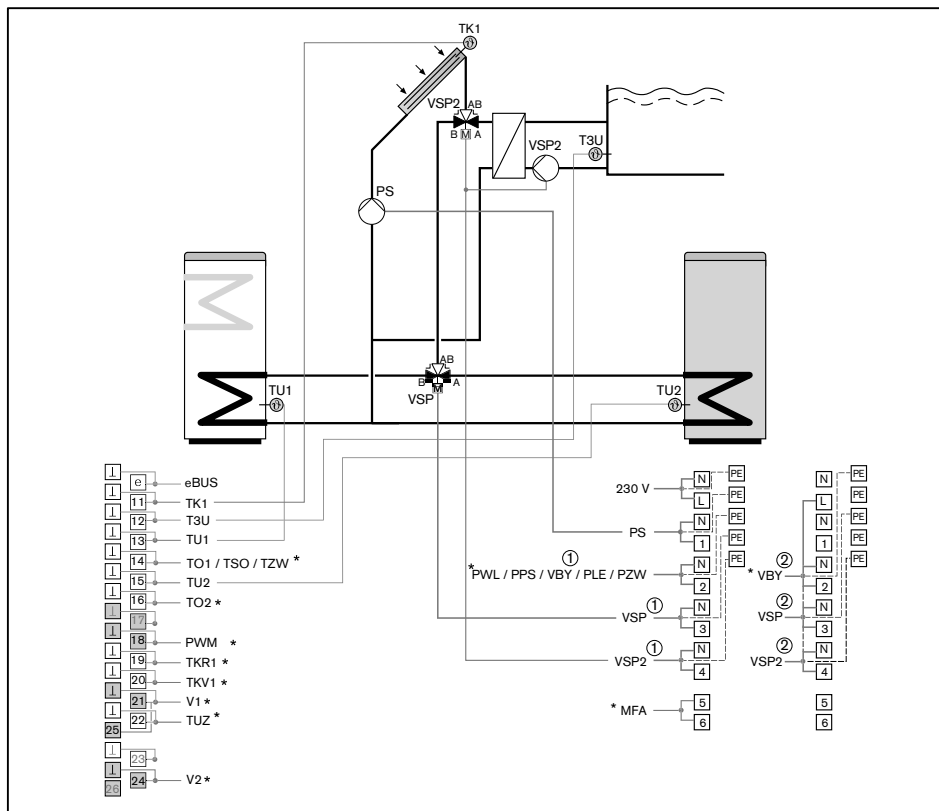 TK1
VSP2 AB
B M A
VSP2
T3U
PS
AB
B A
M
VSP
TU1
TU2
⊥
e eBUS
⊥
11 TK1
⊥
12 T3U
⊥
13 TU1
⊥
14 TO1 / TSO / TZW *
⊥
15 TU2
⊥
16 TO2 *
⊥
17
⊥
18 PWM *
⊥
19 TKR1 *
⊥
20 TKV1 *
⊥
21 V1 *
⊥
22 TUZ *
25
⊥
23
⊥
24 V2 *
26
230 V N PE
L PE
PS N PE
1 PE
① *PWL / PPS / VBY / PLE / PZW N PE
2
VSP ① N
3
VSP2 ① N
4
* MFA 5
6
N PE
L PE
N PE
1 PE
* VBY ② N PE
2
VSP ② N
3
VSP2 ② N
4
5
6